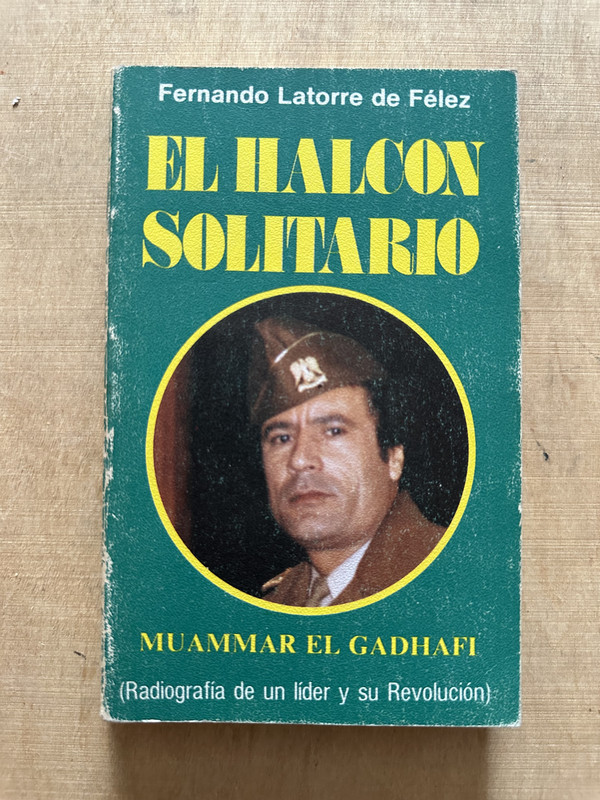 Fernando Latorre de Félez
EL HALCON
SOLITARIO
MUAMMAR EL GADHAFI
(Radiografía de un líder y su Revolución)